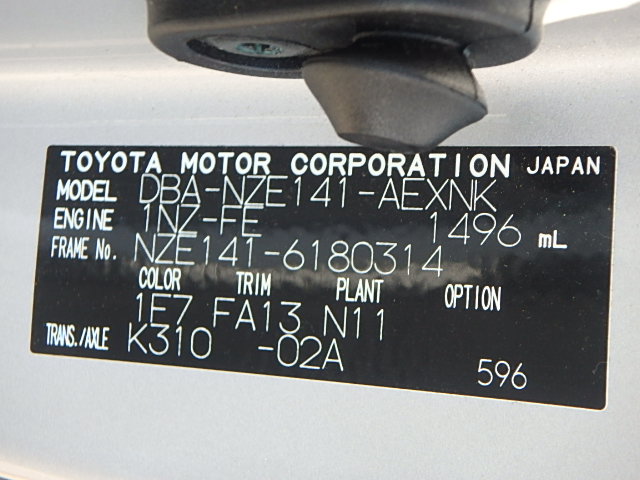 TOYOTA MOTOR CORPORATION JAPAN
MODEL DBA-NZE141-AEXNK
ENGINE 1NZ-FE 1496 mL
FRAME No. NZE141-6180314
COLOR TRIM PLANT OPTION
1E7 FA13 N11
TRANS./AXLE K310 -02A
596